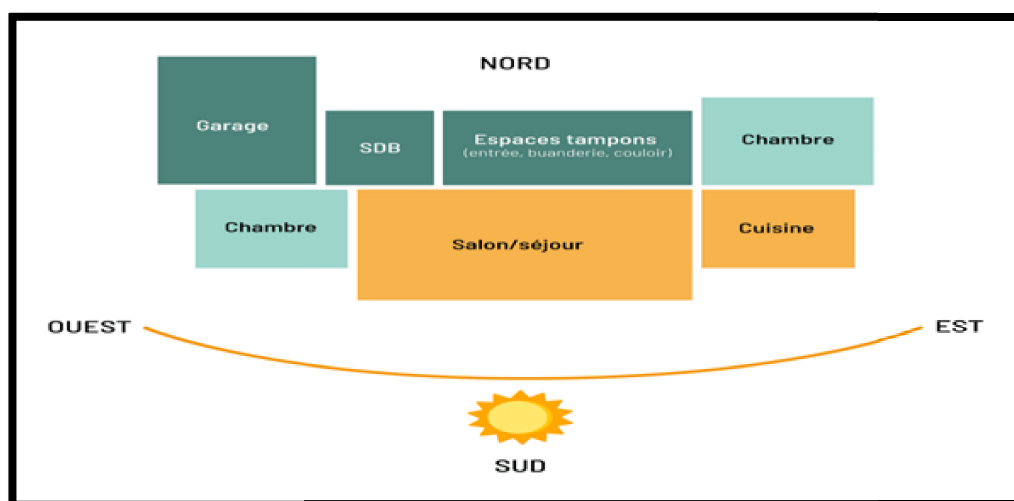 NORD
Garage
SDB
Espaces tampons
(entrée, buanderie, couloir)
Chambre
Chambre
Salon/séjour
Cuisine
OUEST
EST
SUD